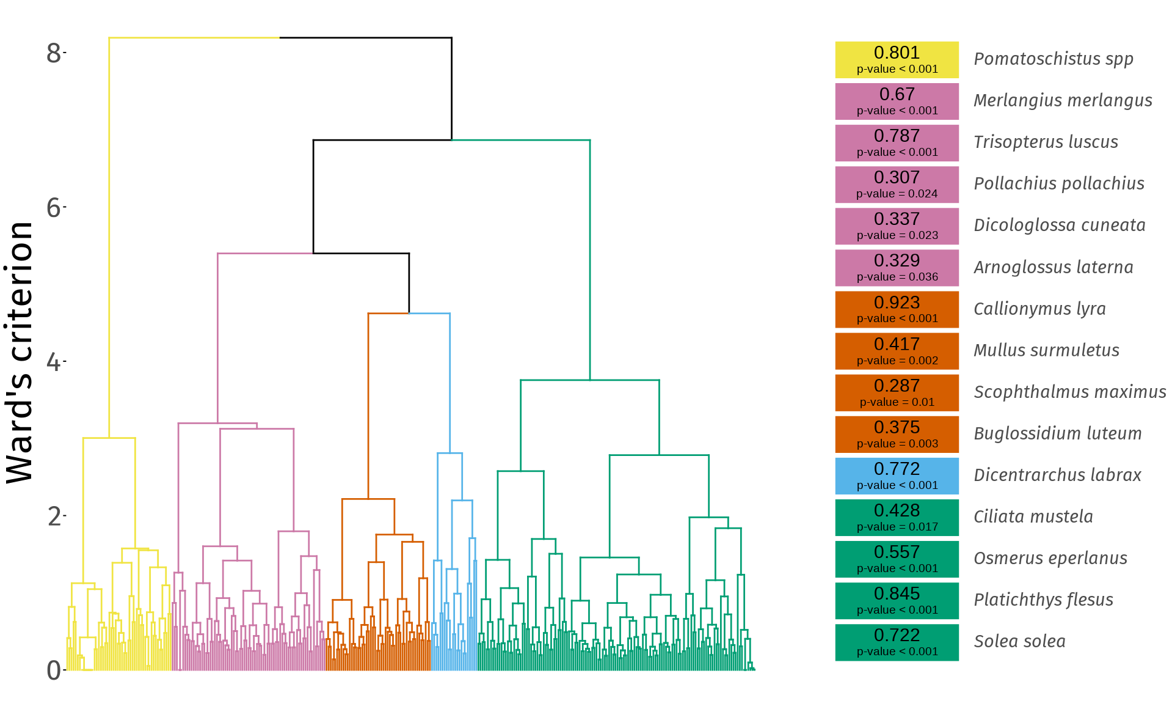 Ward's criterion
8
6
4
2
0
0.801
p-value < 0.001
Pomatoschistus spp
0.67
p-value < 0.001
Merlangius merlangus
0.787
p-value < 0.001
Trisopterus luscus
0.307
p-value = 0.024
Pollachius pollachius
0.337
p-value = 0.023
Dicologlossa cuneata
0.329
p-value = 0.036
Arnoglossus laterna
0.923
p-value < 0.001
Callionymus lyra
0.417
p-value = 0.002
Mullus surmuletus
0.287
p-value = 0.01
Scophthalmus maximus
0.375
p-value = 0.003
Buglossidium luteum
0.772
p-value < 0.001
Dicentrarchus labrax
0.428
p-value = 0.017
Ciliata mustela
0.557
p-value < 0.001
Osmerus eperlanus
0.845
p-value < 0.001
Platichthys flesus
0.722
p-value < 0.001
Solea solea